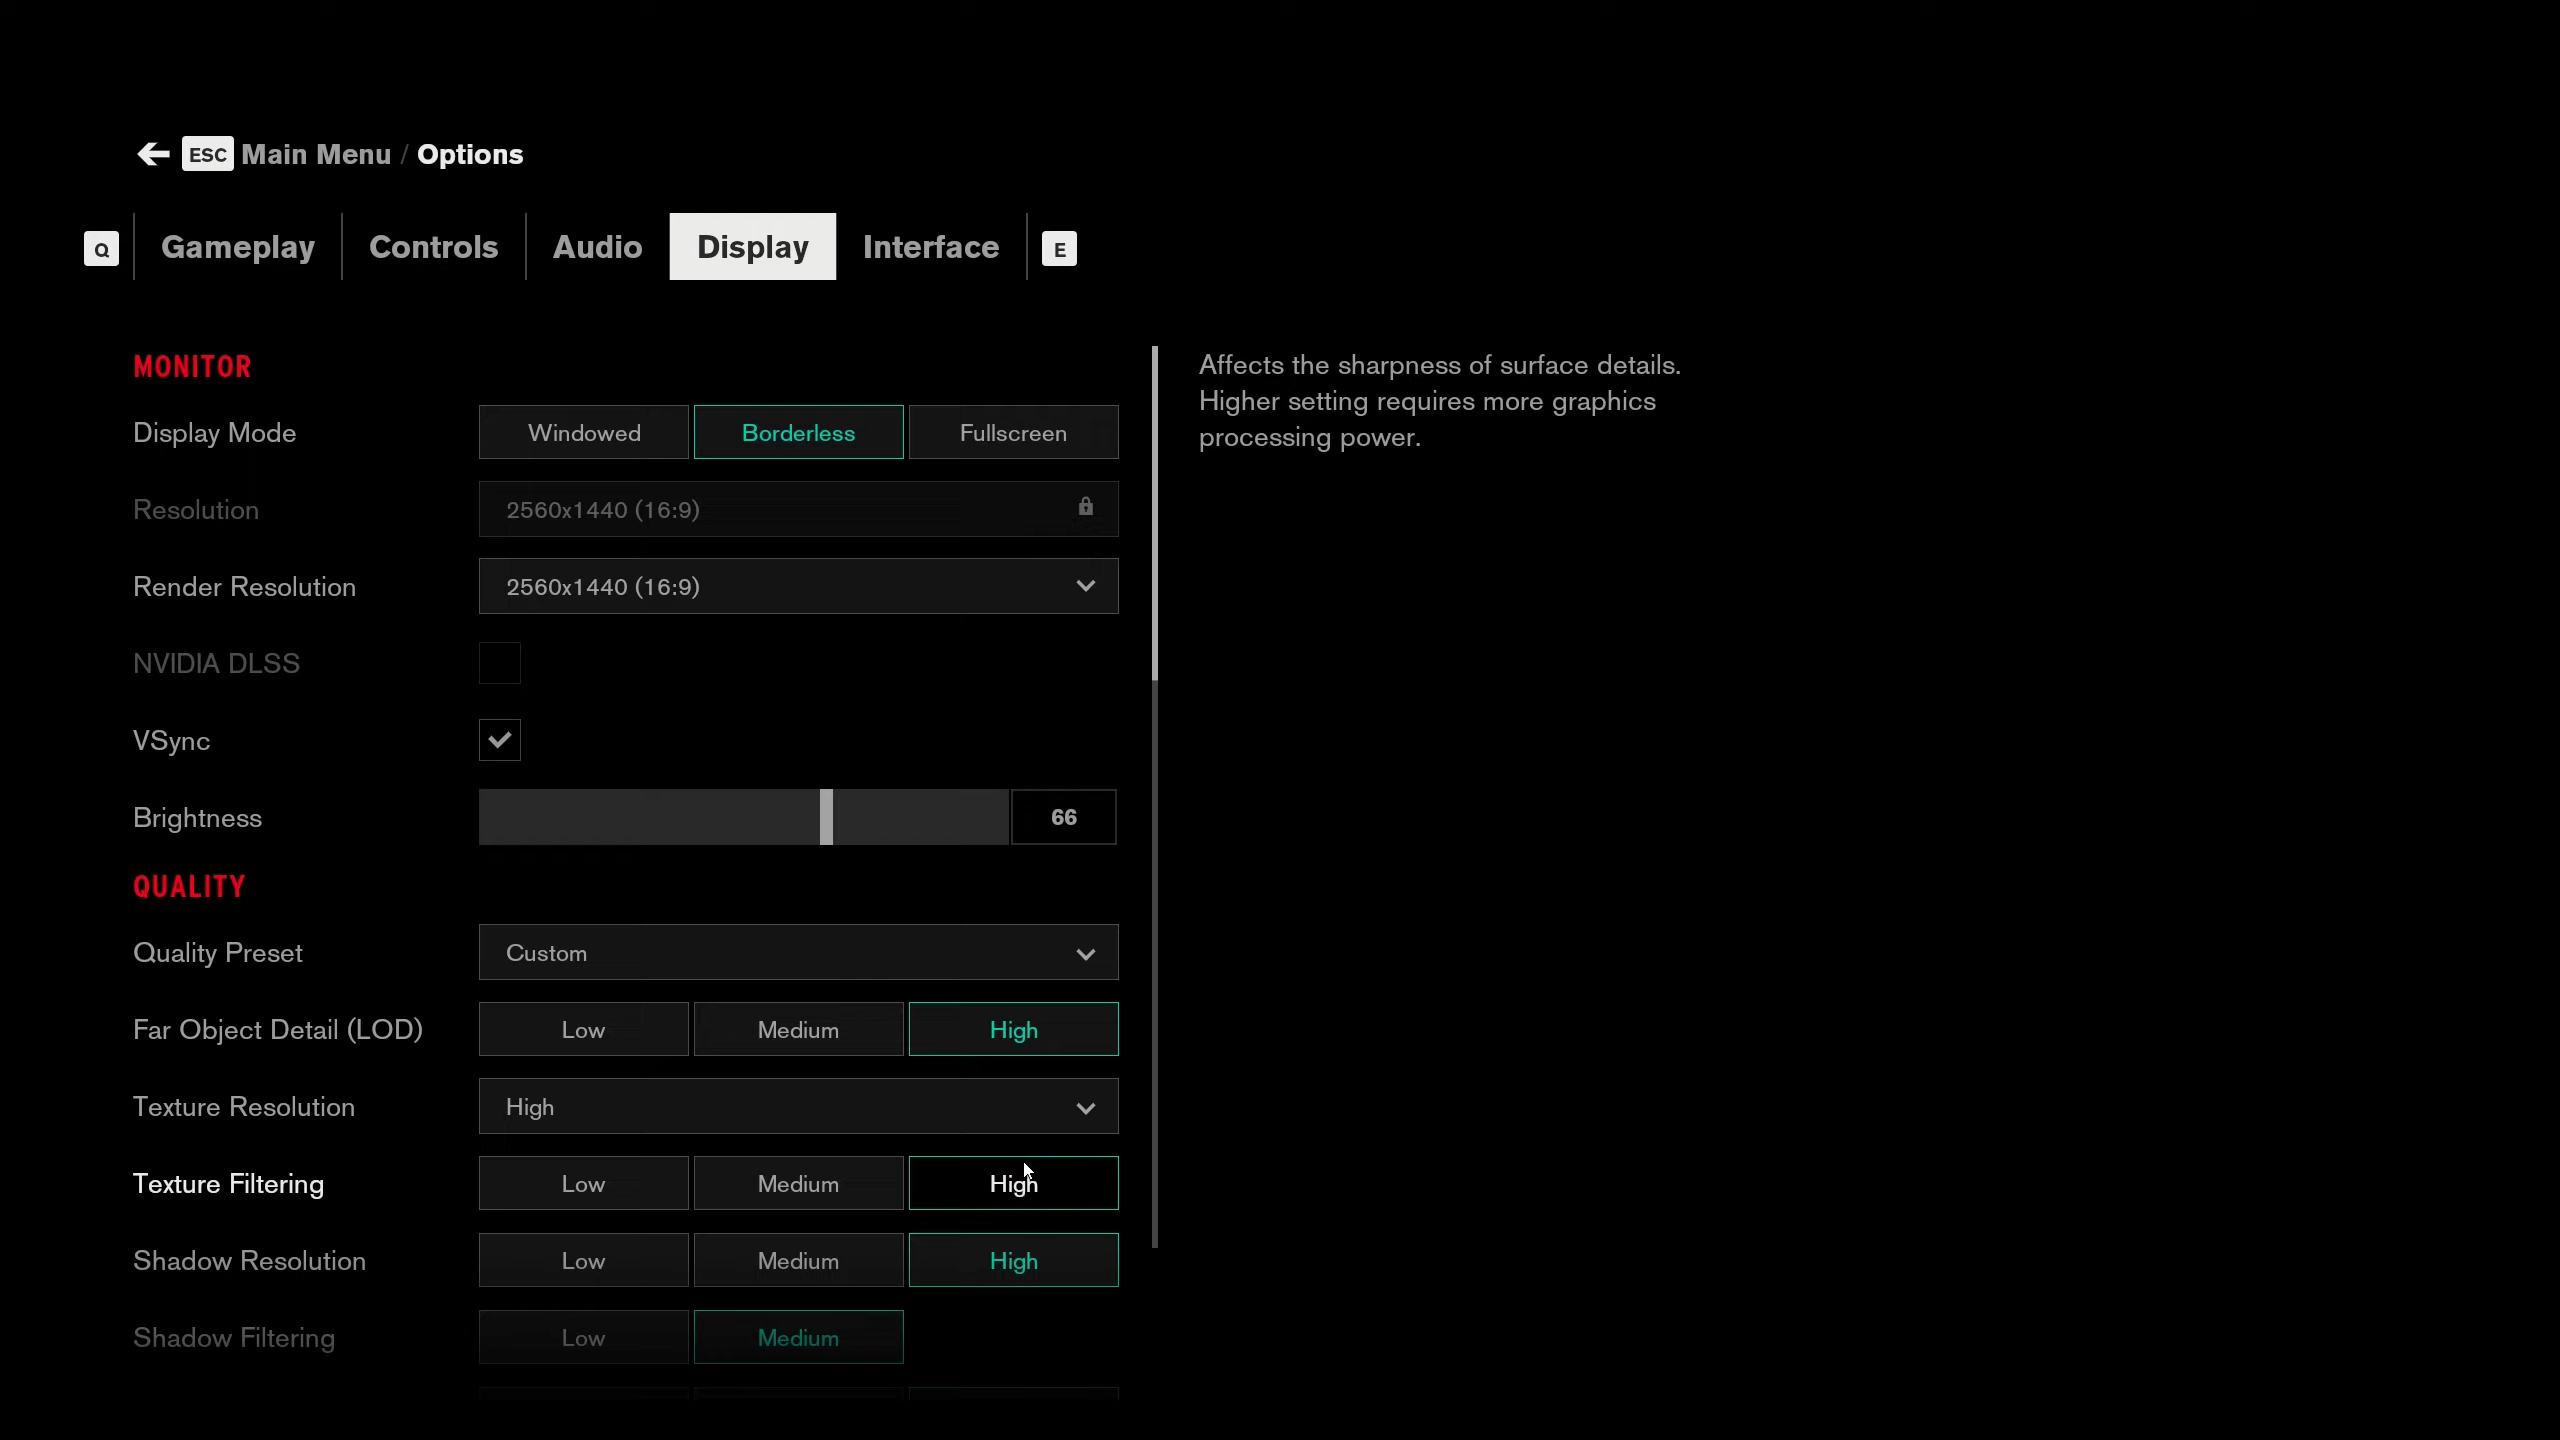 ESC Main Menu / Options
Q Gameplay Controls Audio Display Interface E
MONITOR
Display Mode Windowed Borderless Fullscreen
Resolution 2560x1440 (16:9)
Render Resolution 2560x1440 (16:9)
NVIDIA DLSS
VSync
Brightness 66
QUALITY
Quality Preset Custom
Far Object Detail (LOD) Low Medium High
Texture Resolution High
Texture Filtering Low Medium High
Shadow Resolution Low Medium High
Shadow Filtering Low Medium
Affects the sharpness of surface details.
Higher setting requires more graphics
processing power.